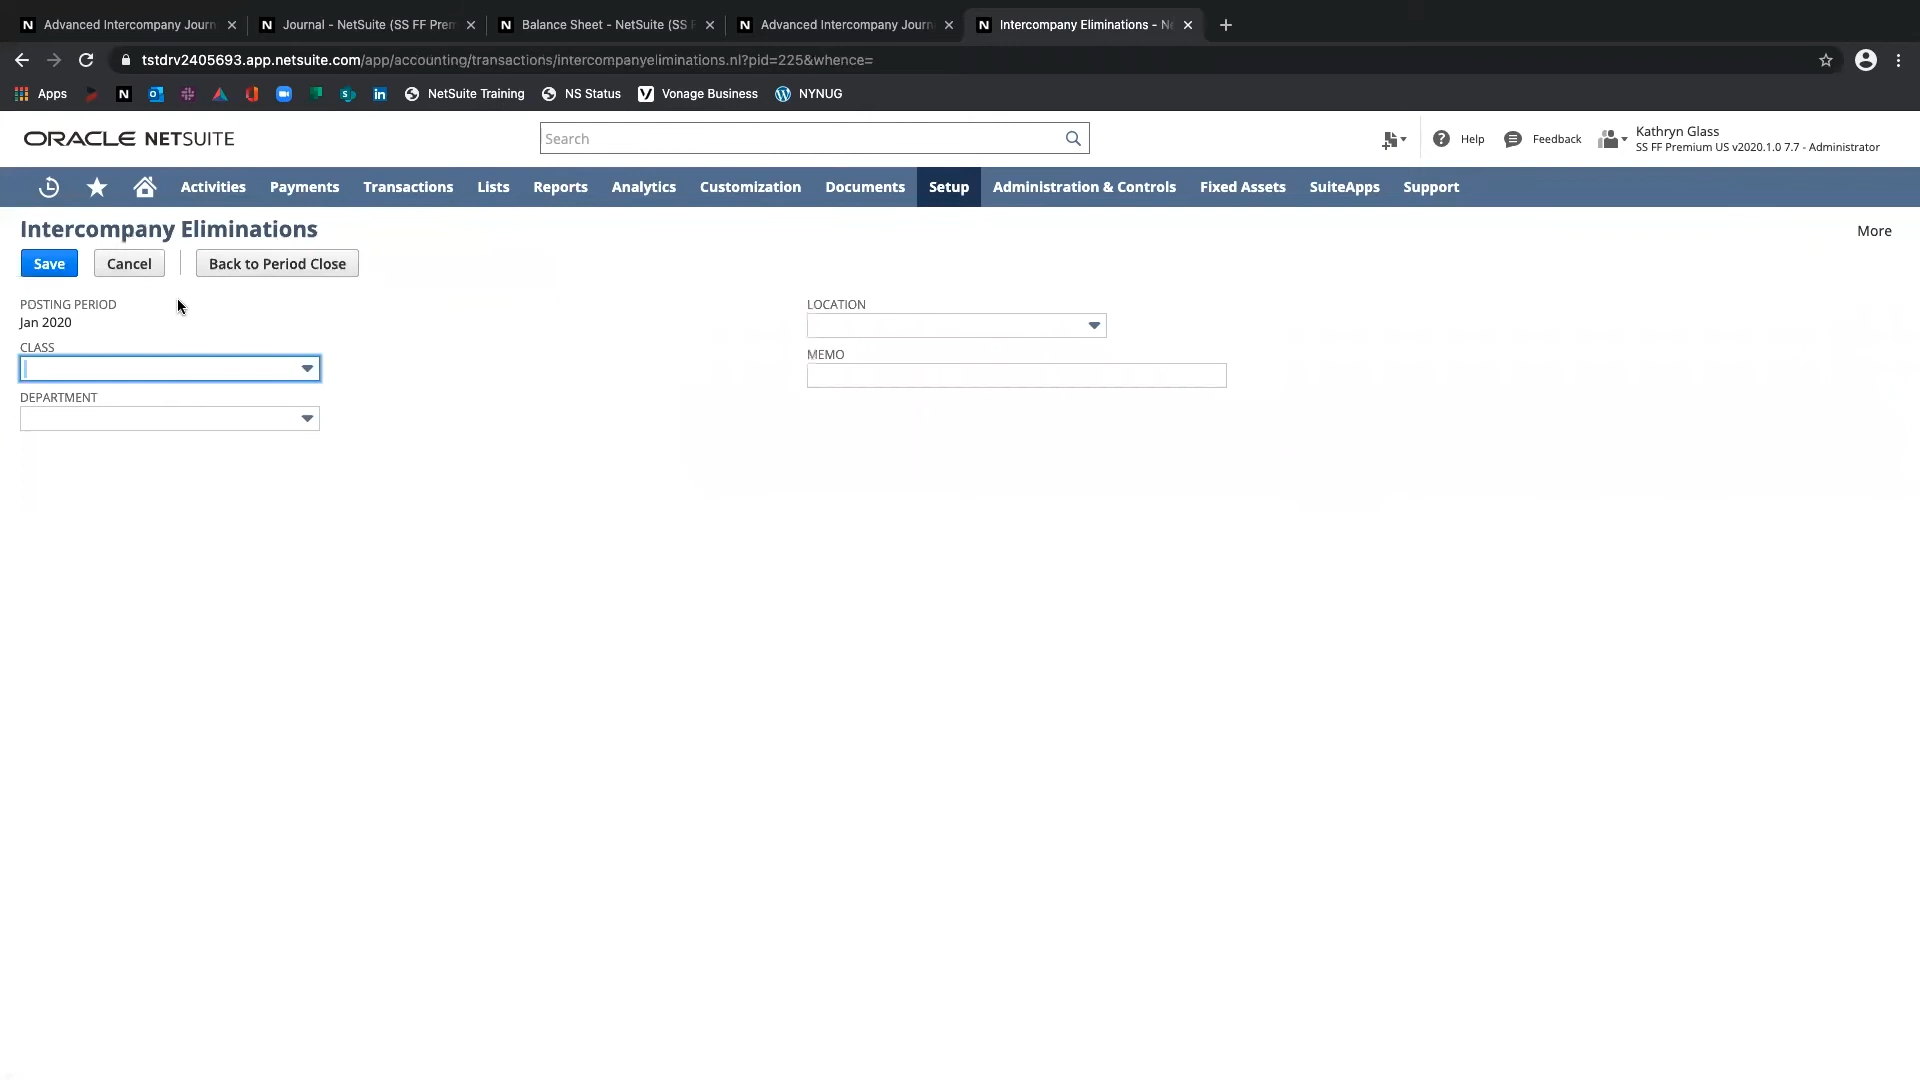 Advanced Intercompany Journ
Journal - NetSuite (SS FF Prem
Balance Sheet - NetSuite (SS F
Advanced Intercompany Journ
Intercompany Eliminations - Ne
tstdrv2405693.app.netsuite.com/app/accounting/transactions/intercompanyeliminations.nl?pid=225&whence=
Apps
NetSuite Training
NS Status
Vonage Business
NYNUG
ORACLE NETSUITE
Search
Help
Feedback
Kathryn Glass
SS FF Premium US v2020.1.0 7.7 - Administrator
Activities
Payments
Transactions
Lists
Reports
Analytics
Customization
Documents
Setup
Administration & Controls
Fixed Assets
SuiteApps
Support
Intercompany Eliminations
More
Save
Cancel
Back to Period Close
POSTING PERIOD
Jan 2020
CLASS
DEPARTMENT
LOCATION
MEMO